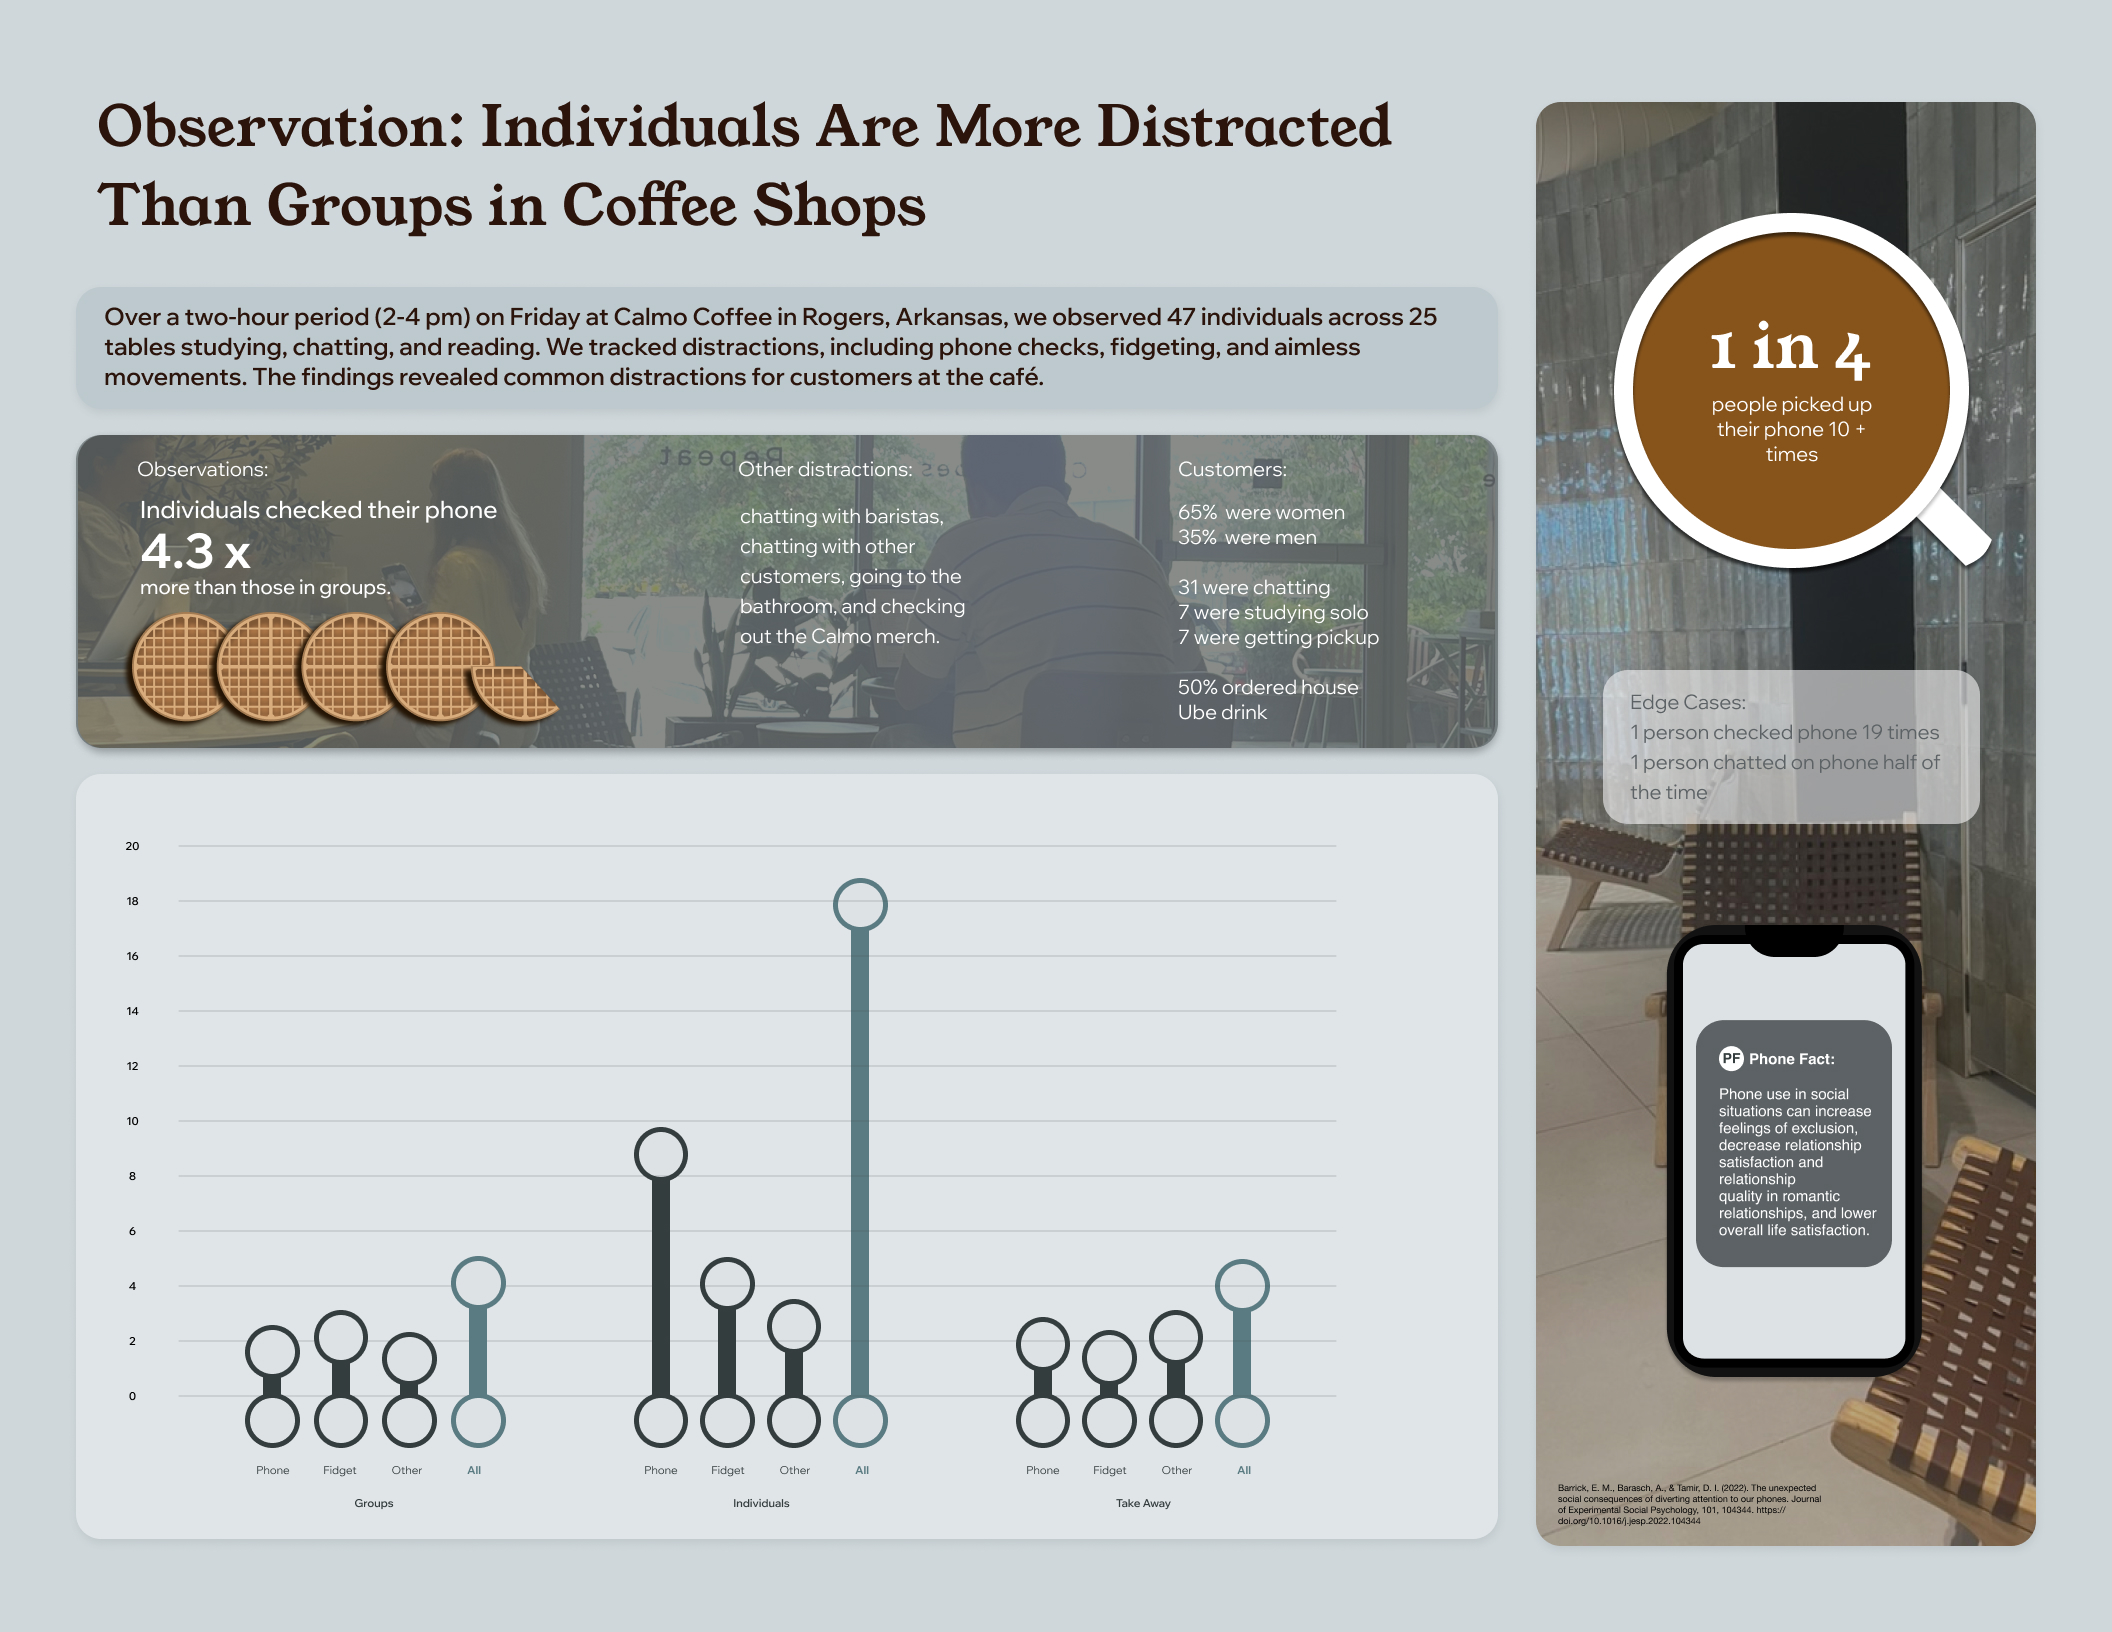 Observation: Individuals Are More Distracted
Than Groups in Coffee Shops
Over a two-hour period (2-4 pm) on Friday at Calmo Coffee in Rogers, Arkansas, we observed 47 individuals across 25
tables studying, chatting, and reading. We tracked distractions, including phone checks, fidgeting, and aimless
movements. The findings revealed common distractions for customers at the café.
Observations:
Individuals checked their phone
4.3 x
more than those in groups.
Repeat
Other distractions:
chatting with baristas,
chatting with other
customers, going to the
bathroom, and checking
out the Calmo merch.
Customers:
65% were women
35% were men
31 were chatting
7 were studying solo
7 were getting pickup
50% ordered house
Ube drink
20
18
16
14
12
10
8
6
4
2
0
Phone Fidget Other All
Groups
Phone Fidget Other All
Individuals
Phone Fidget Other All
Take Away
1 in 4
people picked up
their phone 10 +
times
Edge Cases:
1 person checked phone 19 times
1 person chatted on phone half of
the time
PF Phone Fact:
Phone use in social
situations can increase
feelings of exclusion,
decrease relationship
satisfaction and
relationship
quality in romantic
relationships, and lower
overall life satisfaction.
Barrick, E. M., Barasch, A., & Tamir, D. I. (2022). The unexpected
social consequences of diverting attention to our phones. Journal
of Experimental Social Psychology, 101, 104344. https://
doi.org/10.1016/j.jesp.2022.104344